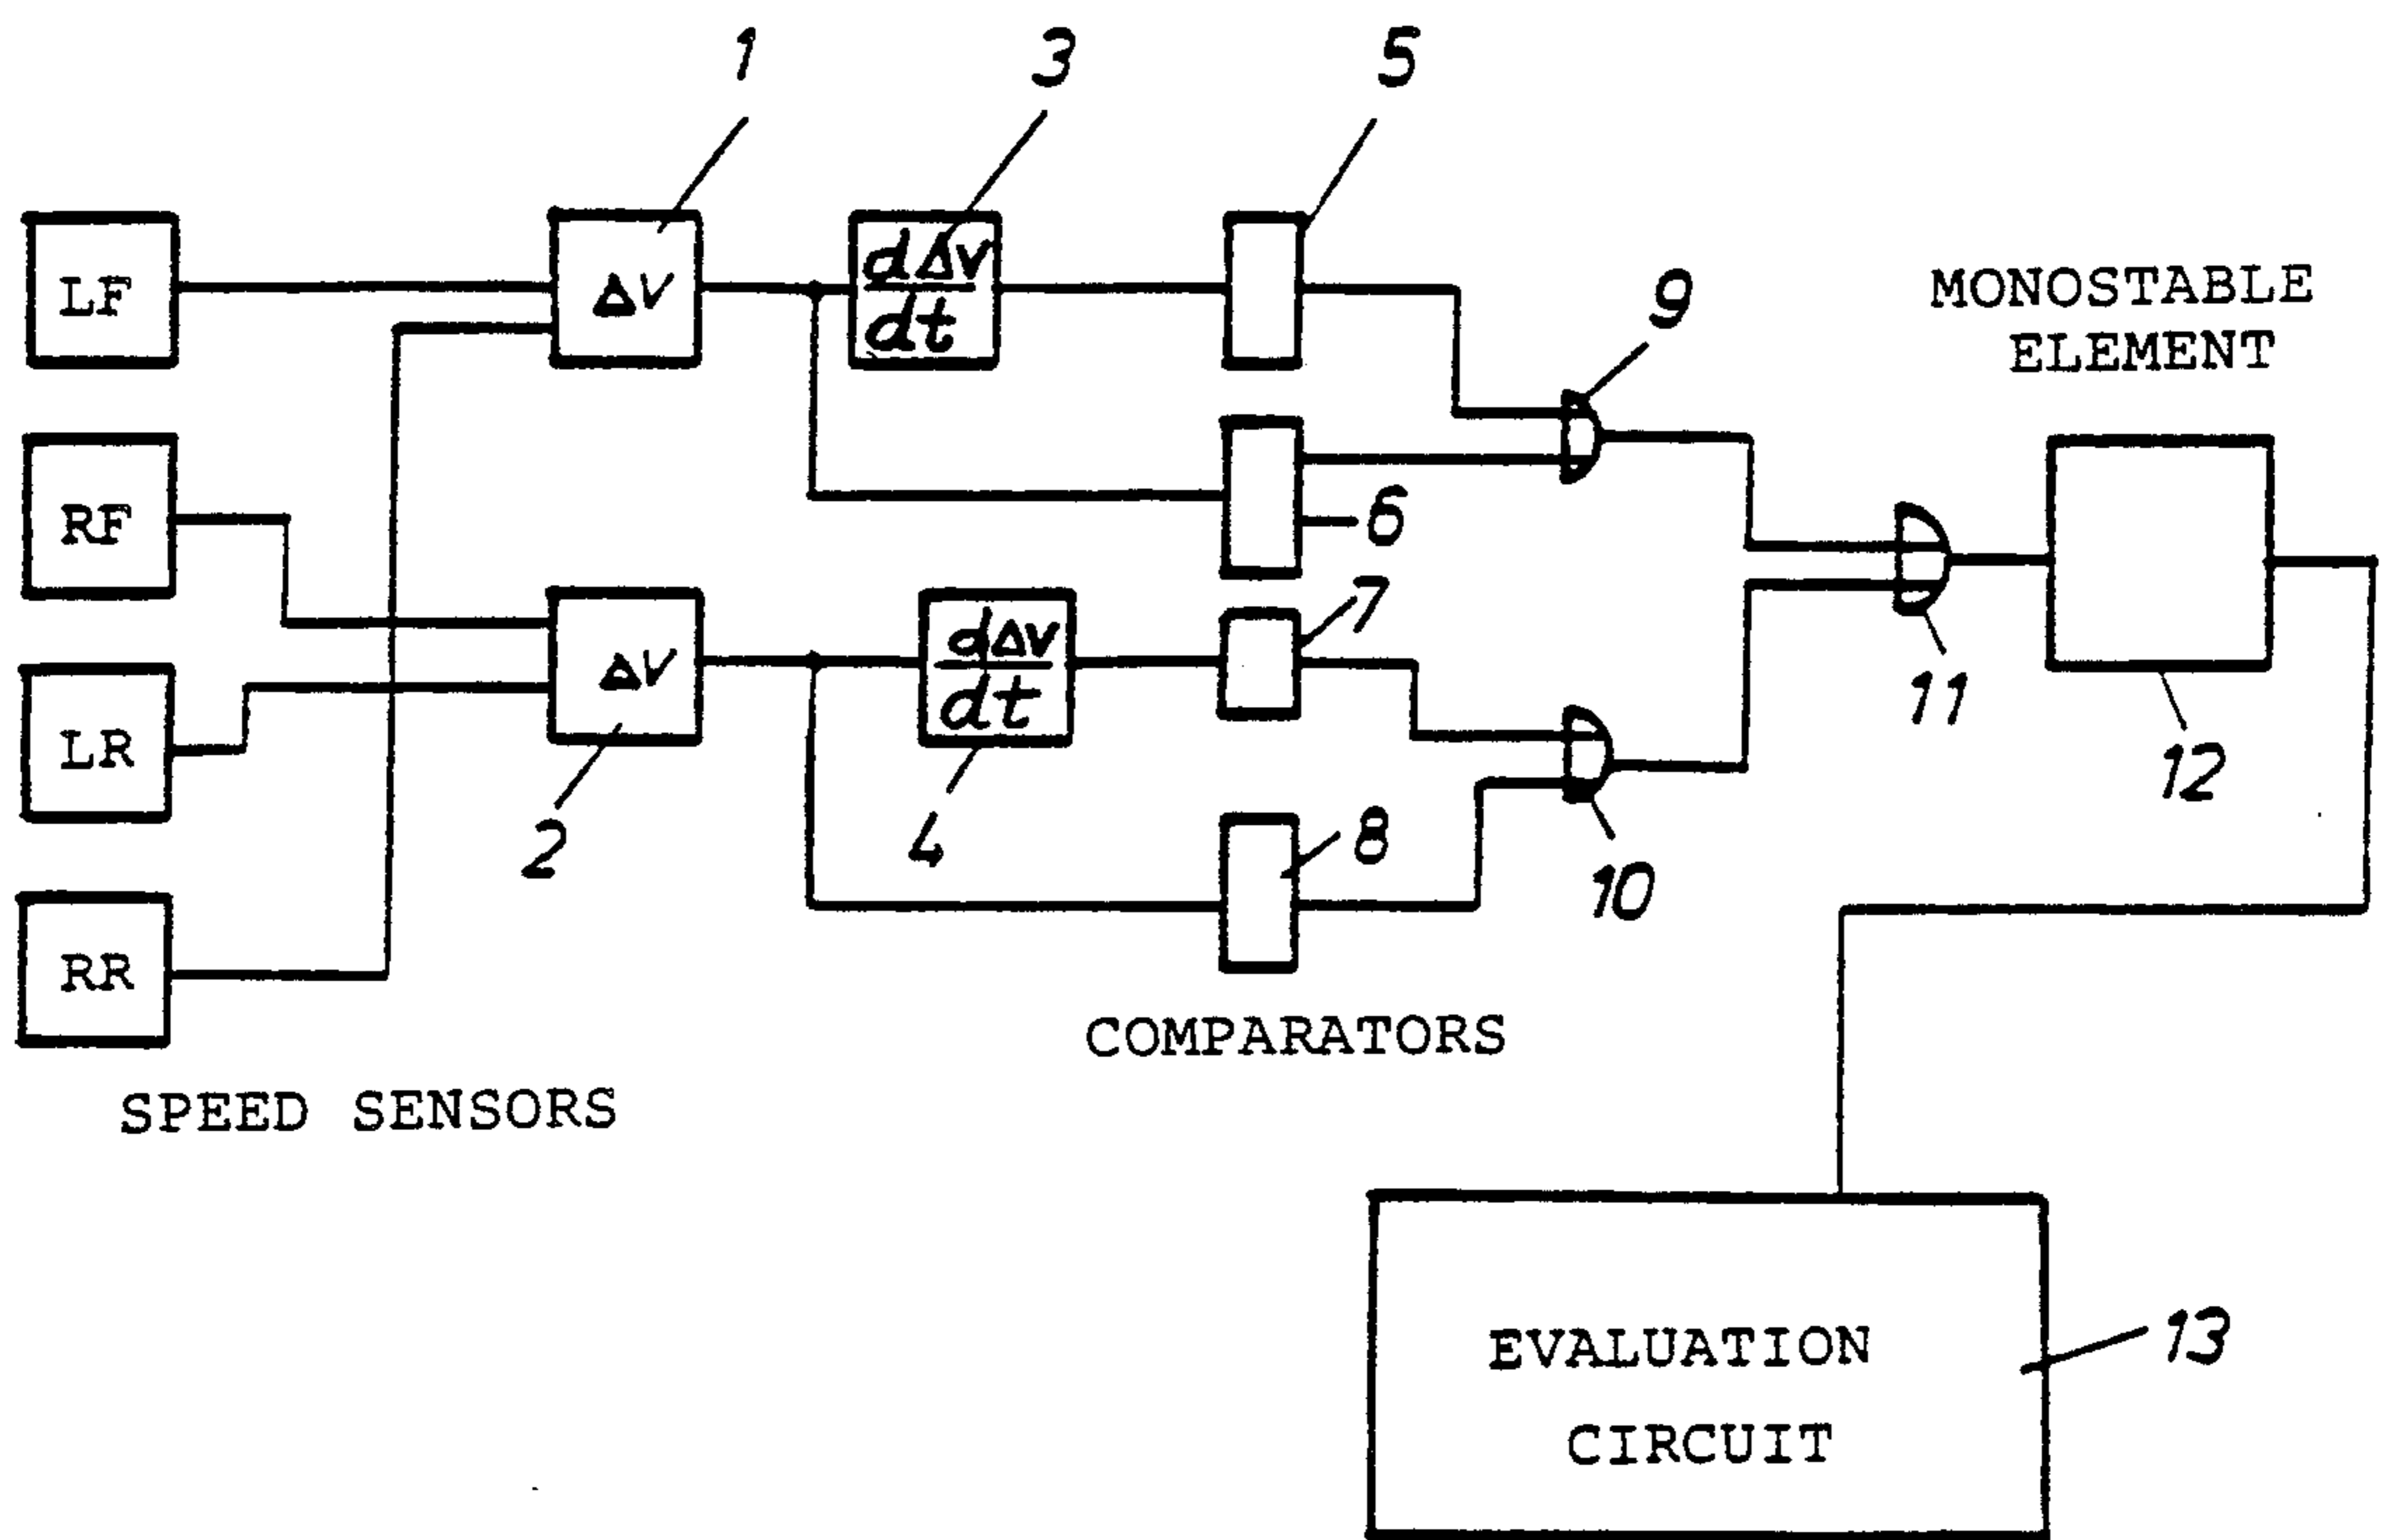 1
3
5
LF
ΔV
dΔV
dt
9
MONOSTABLE
ELEMENT
RF
6
7
ΔV
dΔV
dt
11
LR
12
2
4
8
10
RR
COMPARATORS
SPEED SENSORS
EVALUATION
CIRCUIT
13